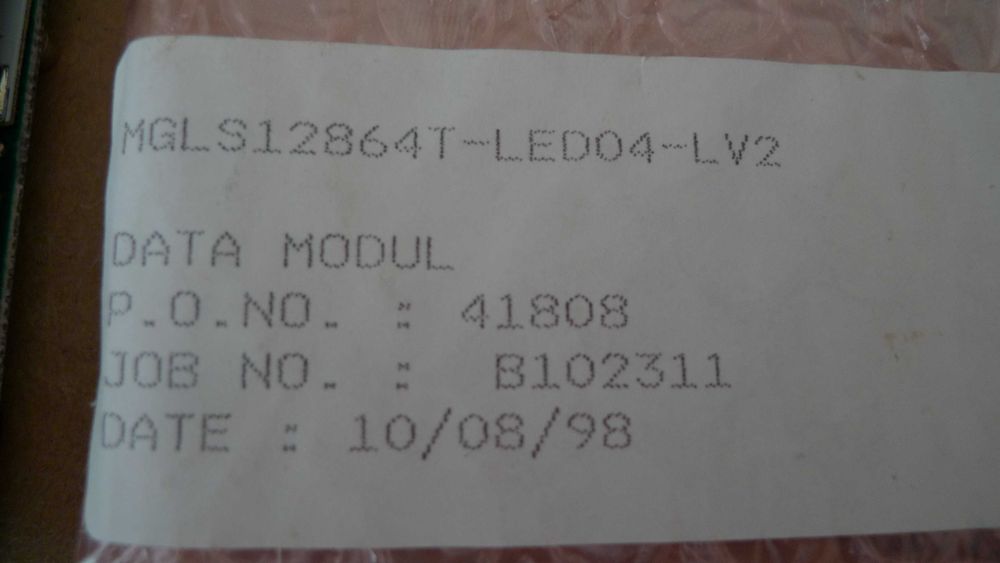 MGLS12864T-LED04-LV2
DATA MODUL
P.O.NO. : 41808
JOB NO. : B102311
DATE : 10/08/98